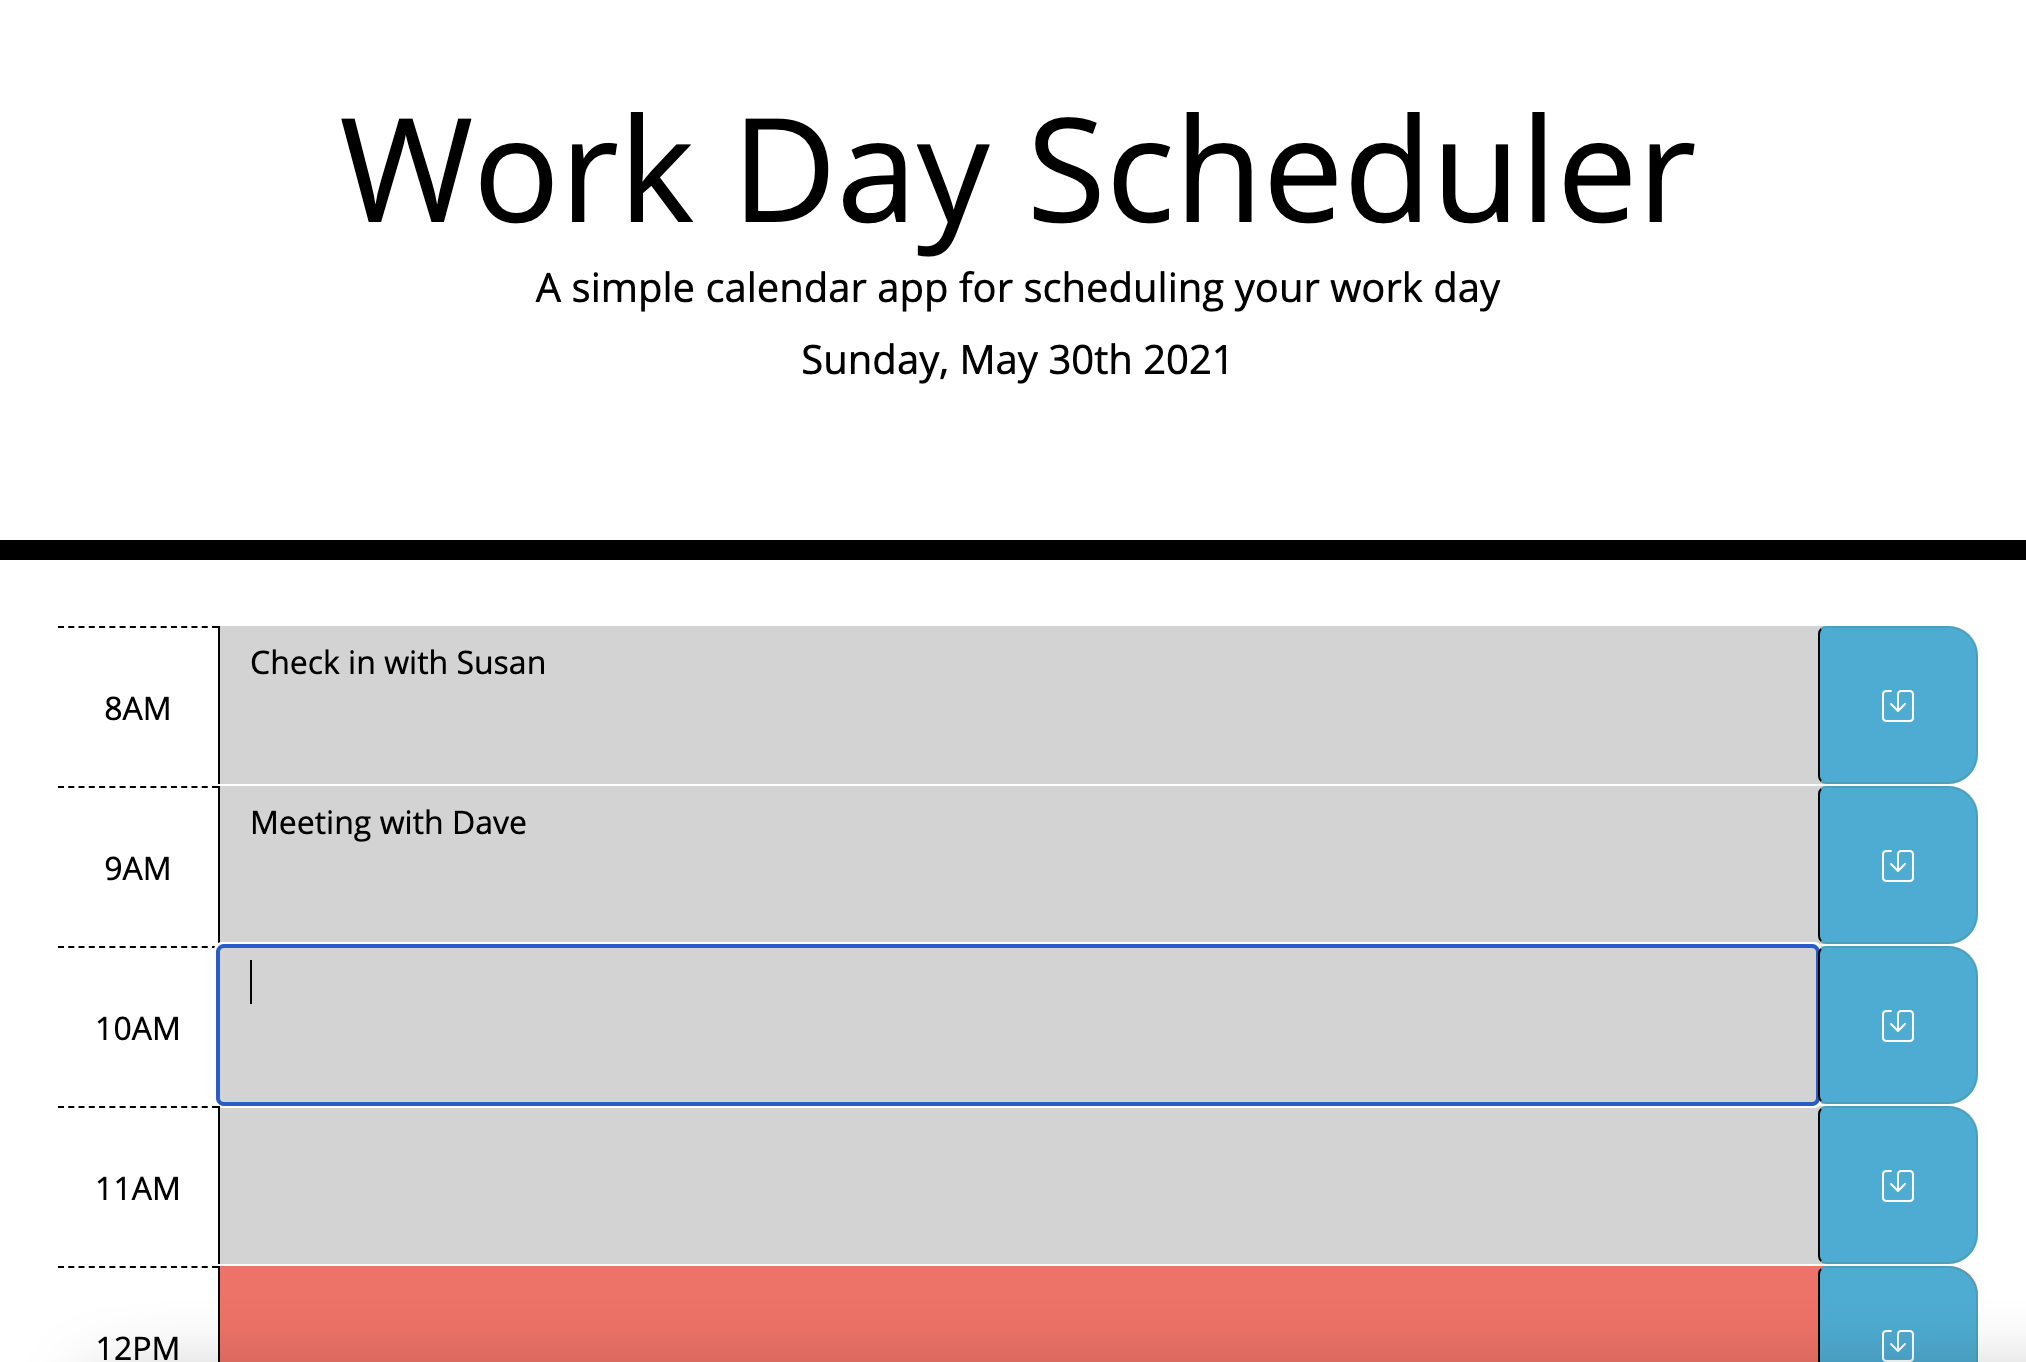 Work Day Scheduler
A simple calendar app for scheduling your work day
Sunday, May 30th 2021
8AM
Check in with Susan
9AM
Meeting with Dave
10AM
11AM
12PM